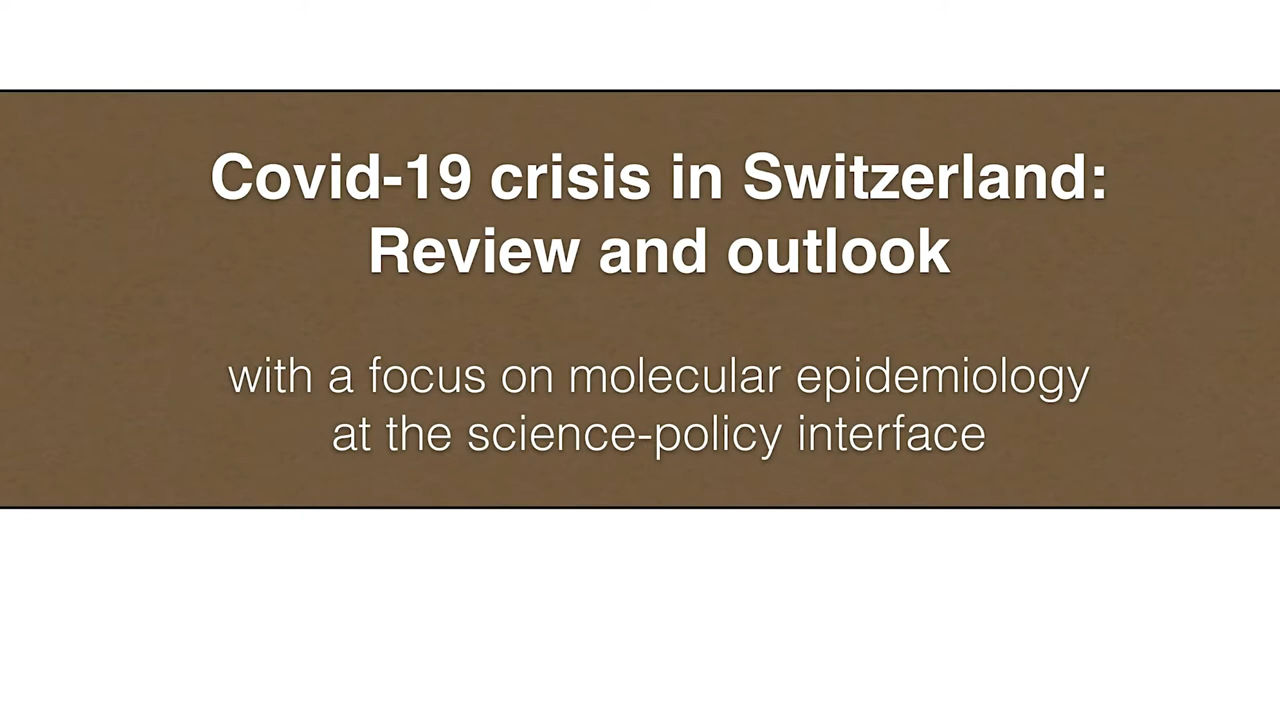 Covid-19 crisis in Switzerland:
Review and outlook
with a focus on molecular epidemiology
at the science-policy interface